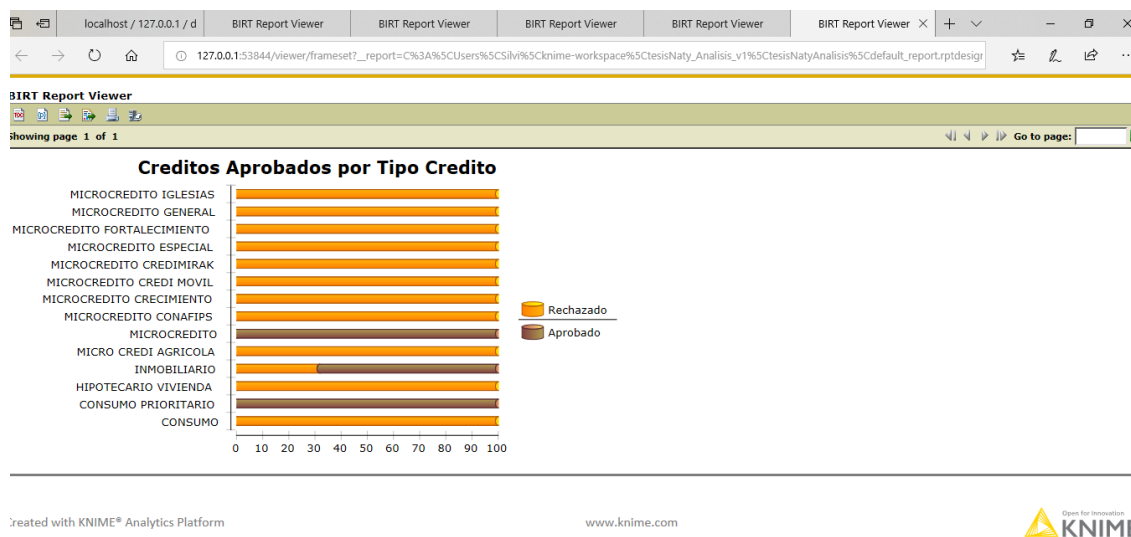 localhost / 127.0.0.1 / d
BIRT Report Viewer
BIRT Report Viewer
BIRT Report Viewer
BIRT Report Viewer
BIRT Report Viewer
127.0.0.1:53844/viewer/frameset?__report=C%3A%5CUsers%5CSilvi%5Cknime-workspace%5CtesisNaty_Analisis_v1%5CtesisNatyAnalisis%5Cdefault_report.rptdesign
BIRT Report Viewer
Showing page 1 of 1
Go to page:
Creditos Aprobados por Tipo Credito
MICROCREDITO IGLESIAS
MICROCREDITO GENERAL
MICROCREDITO FORTALECIMIENTO
MICROCREDITO ESPECIAL
MICROCREDITO CREDIMIRAK
MICROCREDITO CREDI MOVIL
MICROCREDITO CRECIMIENTO
MICROCREDITO CONAFIPS
MICROCREDITO
MICRO CREDI AGRICOLA
INMOBILIARIO
HIPOTECARIO VIVIENDA
CONSUMO PRIORITARIO
CONSUMO
0 10 20 30 40 50 60 70 80 90 100
Rechazado
Aprobado
Created with KNIME® Analytics Platform
www.knime.com
Open for Innovation
KNIME